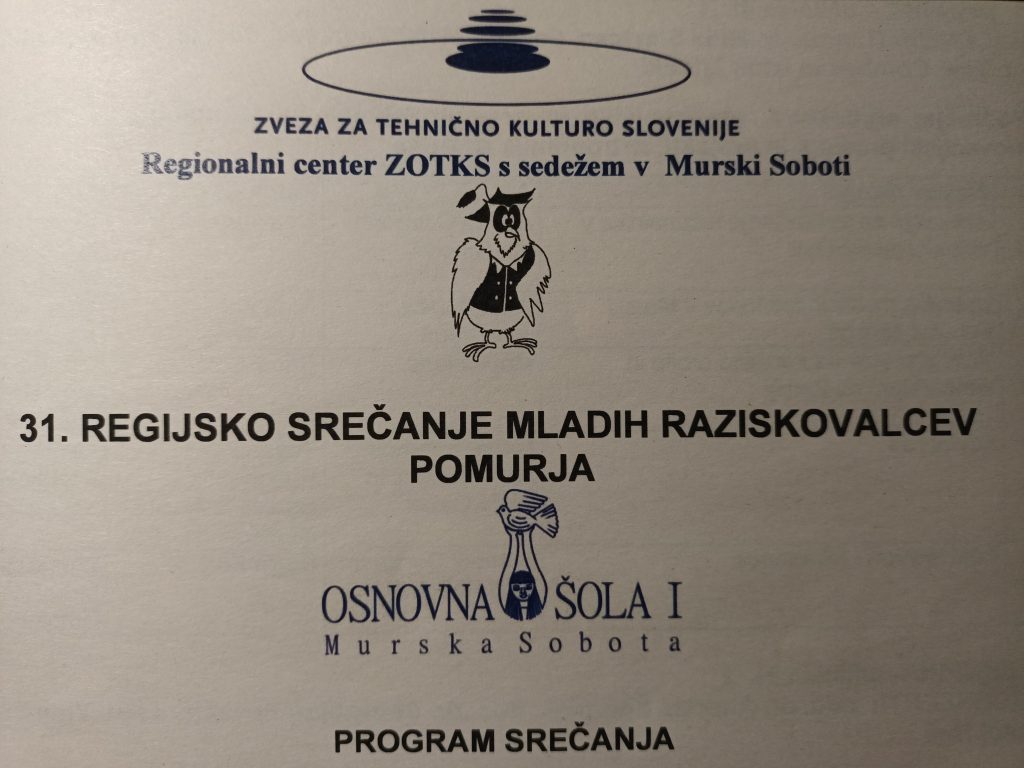 ZVEZA ZA TEHNIČNO KULTURO SLOVENIJE
Regionalni center ZOTKS s sedežem v Murski Soboti
31. REGIJSKO SREČANJE MLADIH RAZISKOVALCEV
POMURJA
OSNOVNA ŠOLA I
Murska Sobota
PROGRAM SREČANJA